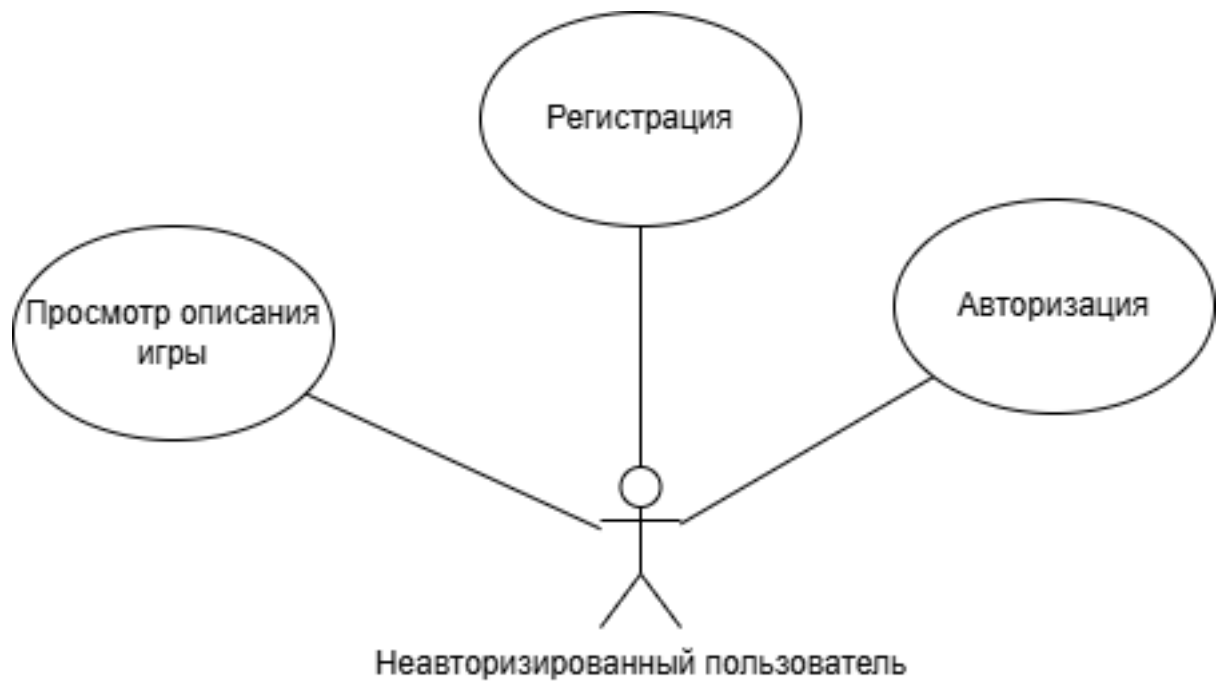 Регистрация
Просмотр описания
игры
Авторизация
Неавторизированный пользователь